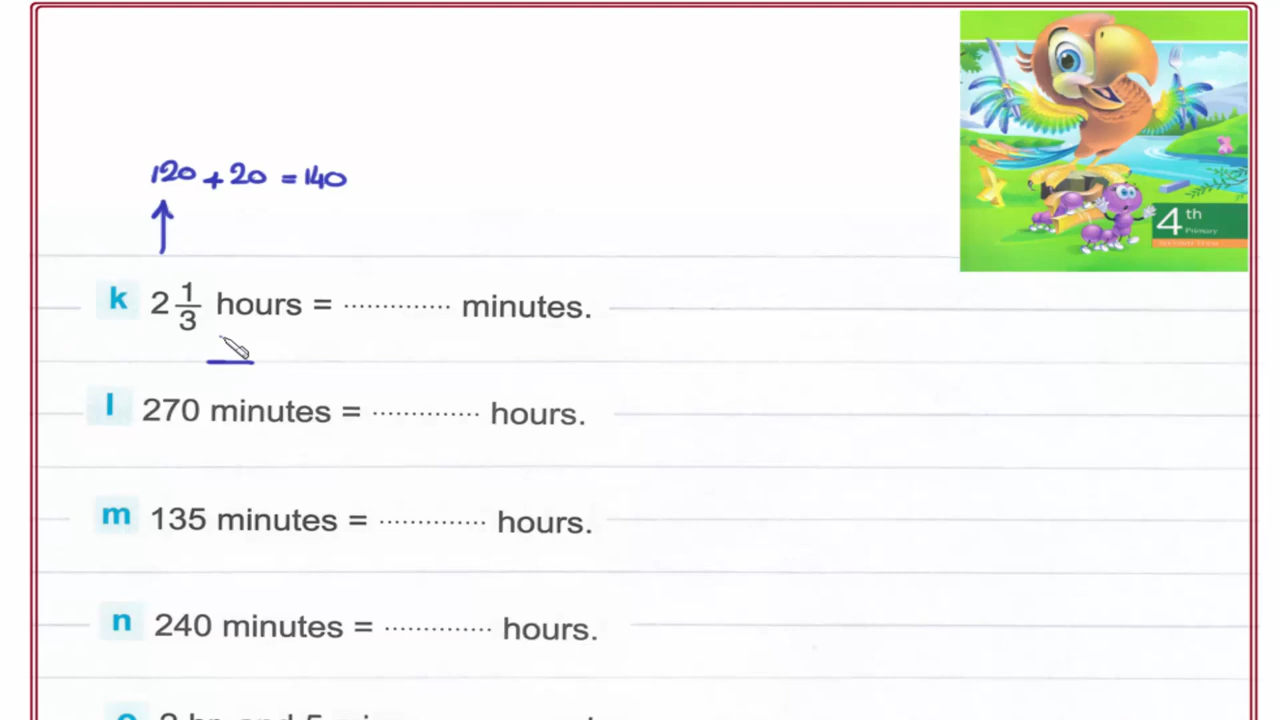 120 + 20 = 140
4th
Primary
k 2 1/3 hours = .............. minutes.
l 270 minutes = .............. hours.
m 135 minutes = .............. hours.
n 240 minutes = .............. hours.